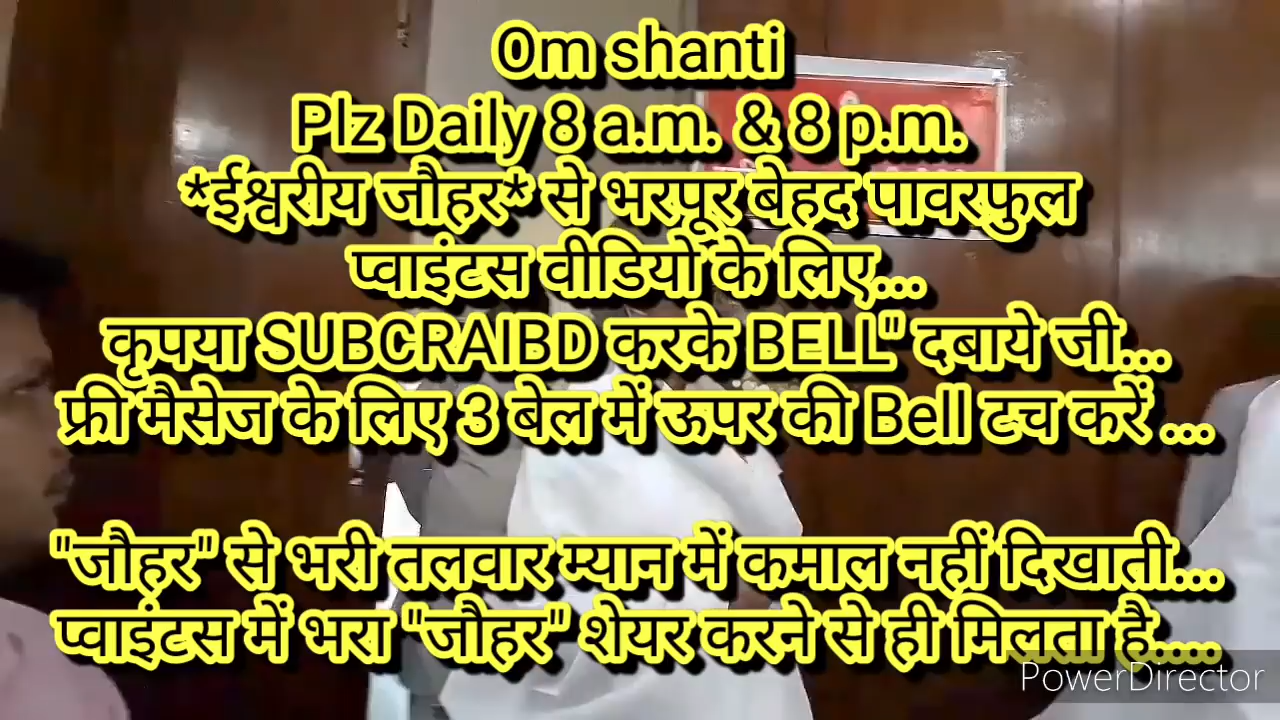 Om shanti
Plz Daily 8 a.m. & 8 p.m.
*ईश्वरीय जौहर* से भरपूर बेहद पावरफुल
प्वाइंटस वीडियो के लिए...
कृपया SUBCRAIBD करके BELL" दबाये जी...
फ्री मैसेज के लिए 3 बेल में ऊपर की Bell टच करें ...
"जौहर" से भरी तलवार म्यान में कमाल नहीं दिखाती...
प्वाइंटस में भरा "जौहर" शेयर करने से ही मिलता है....
PowerDirector